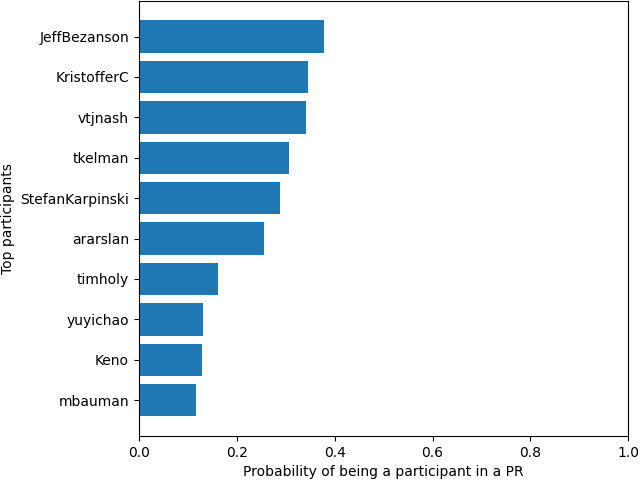 JeffBezanson
KristofferC
vtjnash
tkelman
StefanKarpinski
ararslan
timholy
yuyichao
Keno
mbauman
Top participants
0.0 0.2 0.4 0.6 0.8 1.0
Probability of being a participant in a PR